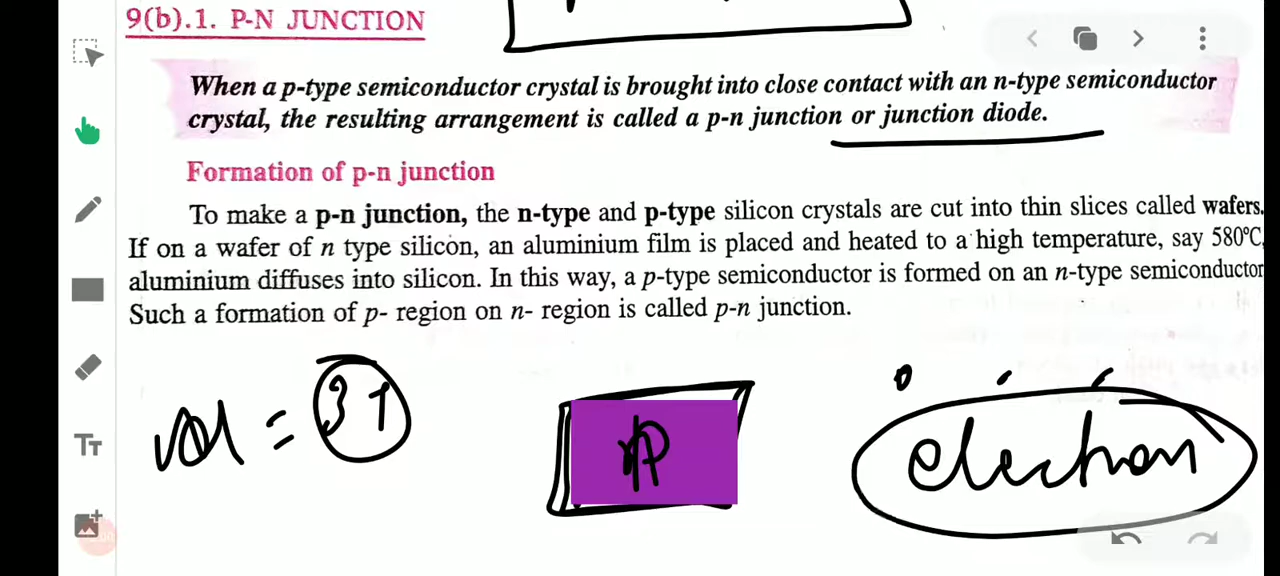 9(b).1. P-N JUNCTION
When a p-type semiconductor crystal is brought into close contact with an n-type semiconductor
crystal, the resulting arrangement is called a p-n junction or junction diode.
Formation of p-n junction
To make a p-n junction, the n-type and p-type silicon crystals are cut into thin slices called wafers.
If on a wafer of n type silicon, an aluminium film is placed and heated to a high temperature, say 580°C,
aluminium diffuses into silicon. In this way, a p-type semiconductor is formed on an n-type semiconductor
Such a formation of p- region on n- region is called p-n junction.
electron
TT